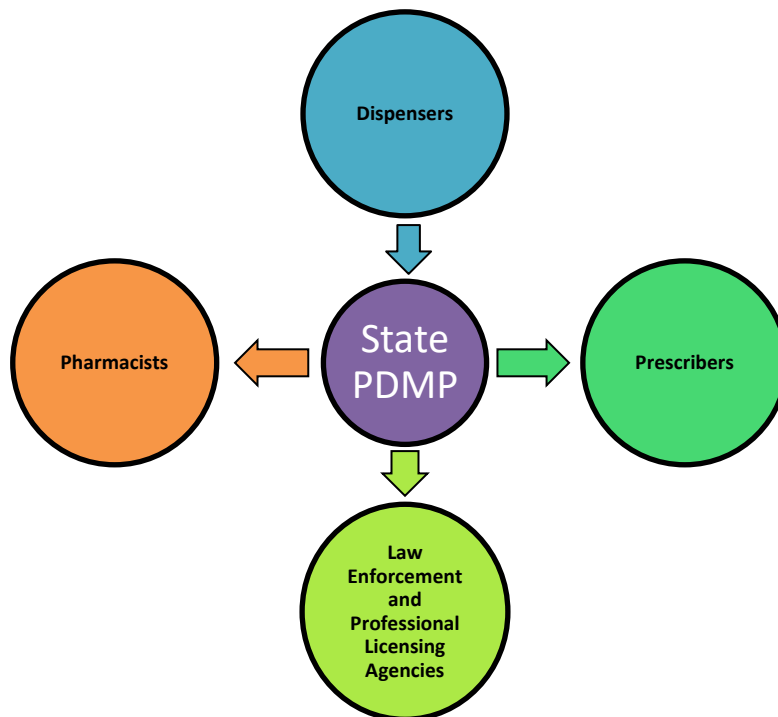 Dispensers
Pharmacists
State
PDMP
Prescribers
Law
Enforcement
and
Professional
Licensing
Agencies